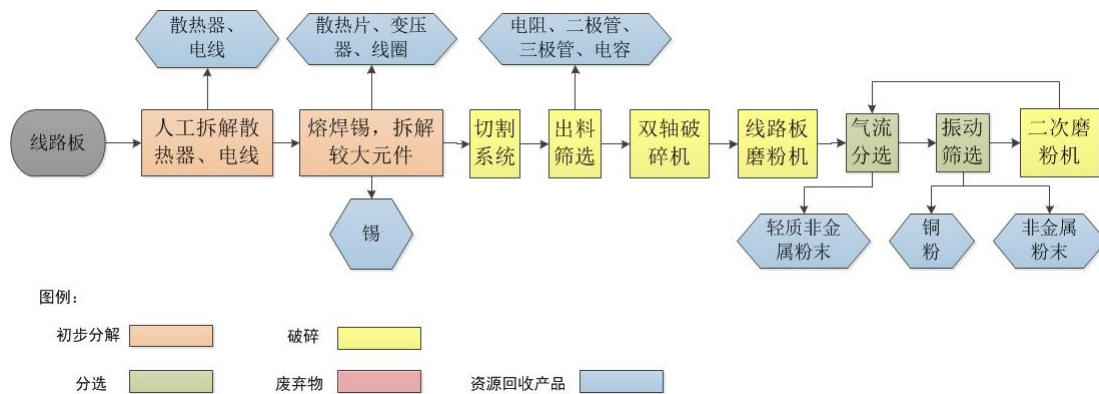 散热器、
电线
散热片、变压
器、线圈
电阻、二极管、
三极管、电容
线路板
人工拆解散
热器、电线
熔焊锡，拆解
较大元件
切割
系统
出料
筛选
双轴破
碎机
线路板
磨粉机
气流
分选
振动
筛选
二次磨
粉机
锡
轻质非金
属粉末
铜
粉
非金属
粉末
图例：
初步分解
破碎
分选
废弃物
资源回收产品